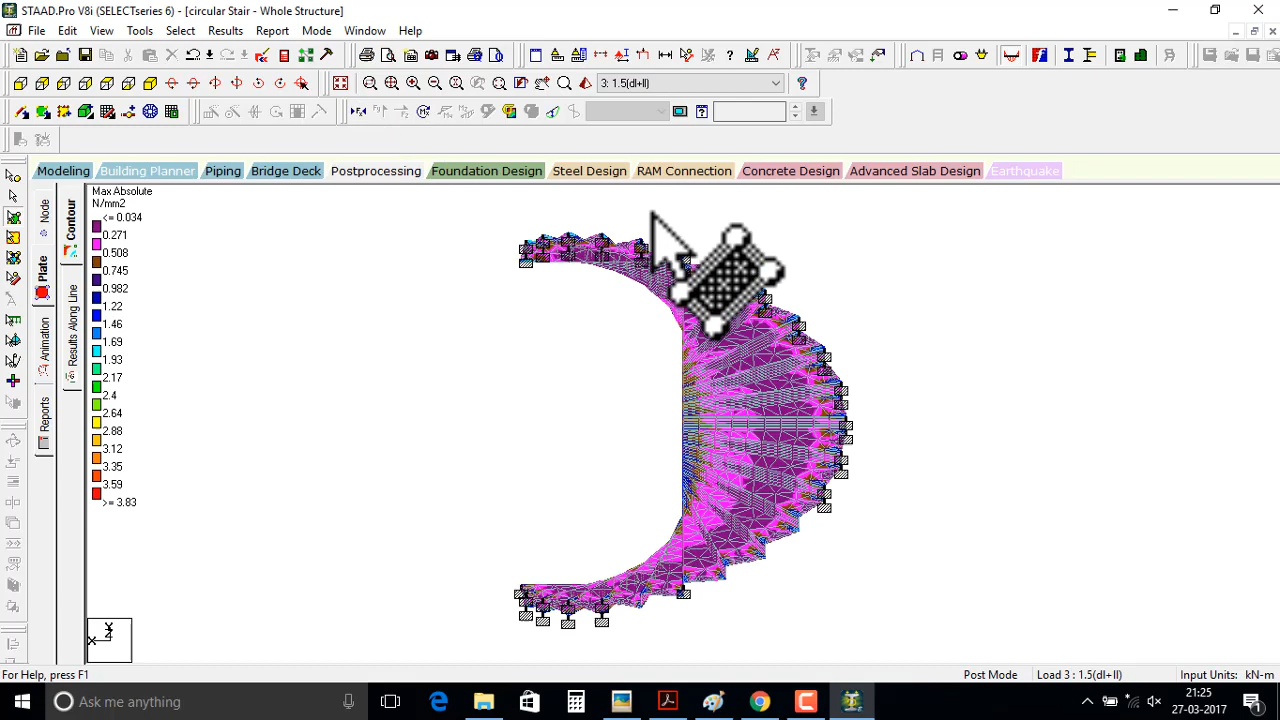 STAAD.Pro V8i (SELECTseries 6) - [circular Stair - Whole Structure]
File Edit View Tools Select Results Report Mode Window Help
3: 1.5(dl+ll)
Modeling Building Planner Piping Bridge Deck Postprocessing Foundation Design Steel Design RAM Connection Concrete Design Advanced Slab Design Earthquake
Node
Plate
Animation
Reports
Contour
Results Along Line
Max Absolute
N/mm2
<= 0.034
0.271
0.508
0.745
0.982
1.22
1.46
1.69
1.93
2.17
2.4
2.64
2.88
3.12
3.35
3.59
>= 3.83
Y
X Z
For Help, press F1 Post Mode Load 3 : 1.5(dl+ll) Input Units: kN-m
Ask me anything
21:25
27-03-2017